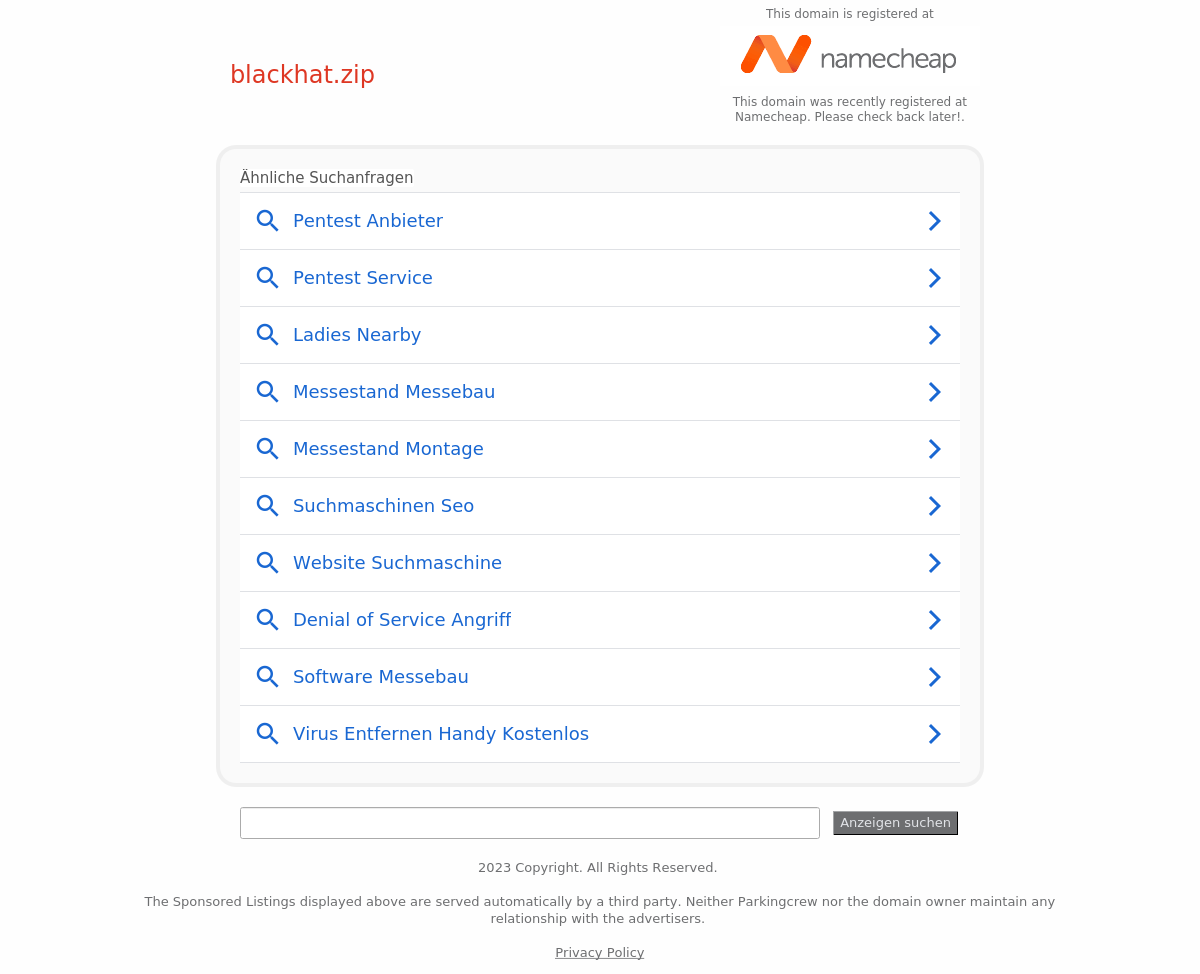 This domain is registered at
namecheap
blackhat.zip
This domain was recently registered at
Namecheap. Please check back later!.
Ähnliche Suchanfragen
Pentest Anbieter
Pentest Service
Ladies Nearby
Messestand Messebau
Messestand Montage
Suchmaschinen Seo
Website Suchmaschine
Denial of Service Angriff
Software Messebau
Virus Entfernen Handy Kostenlos
Anzeigen suchen
2023 Copyright. All Rights Reserved.
The Sponsored Listings displayed above are served automatically by a third party. Neither Parkingcrew nor the domain owner maintain any
relationship with the advertisers.
Privacy Policy